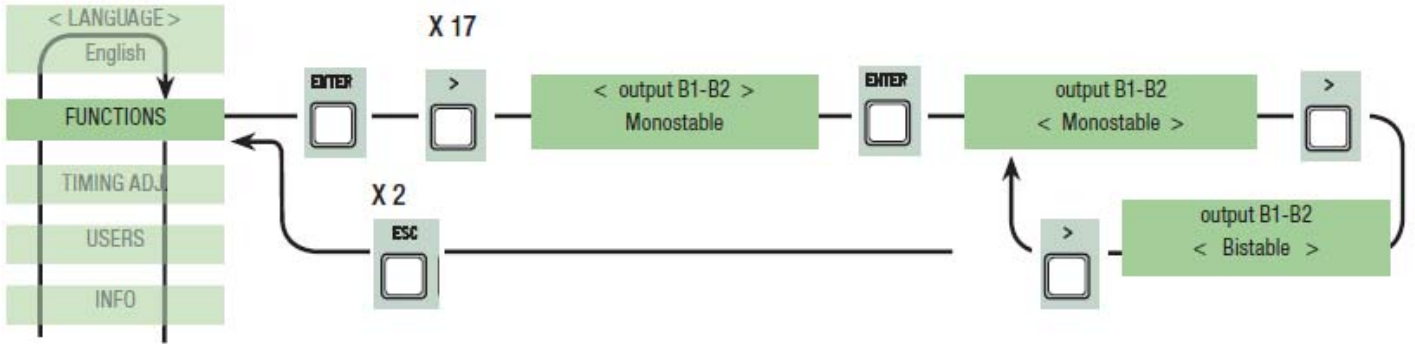 < LANGUAGE >
English
FUNCTIONS
TIMING ADJ.
USERS
INFO
ENTER
X 17
>
< output B1-B2 >
Monostable
ENTER
output B1-B2
< Monostable >
>
output B1-B2
< Bistable >
>
X 2
ESC